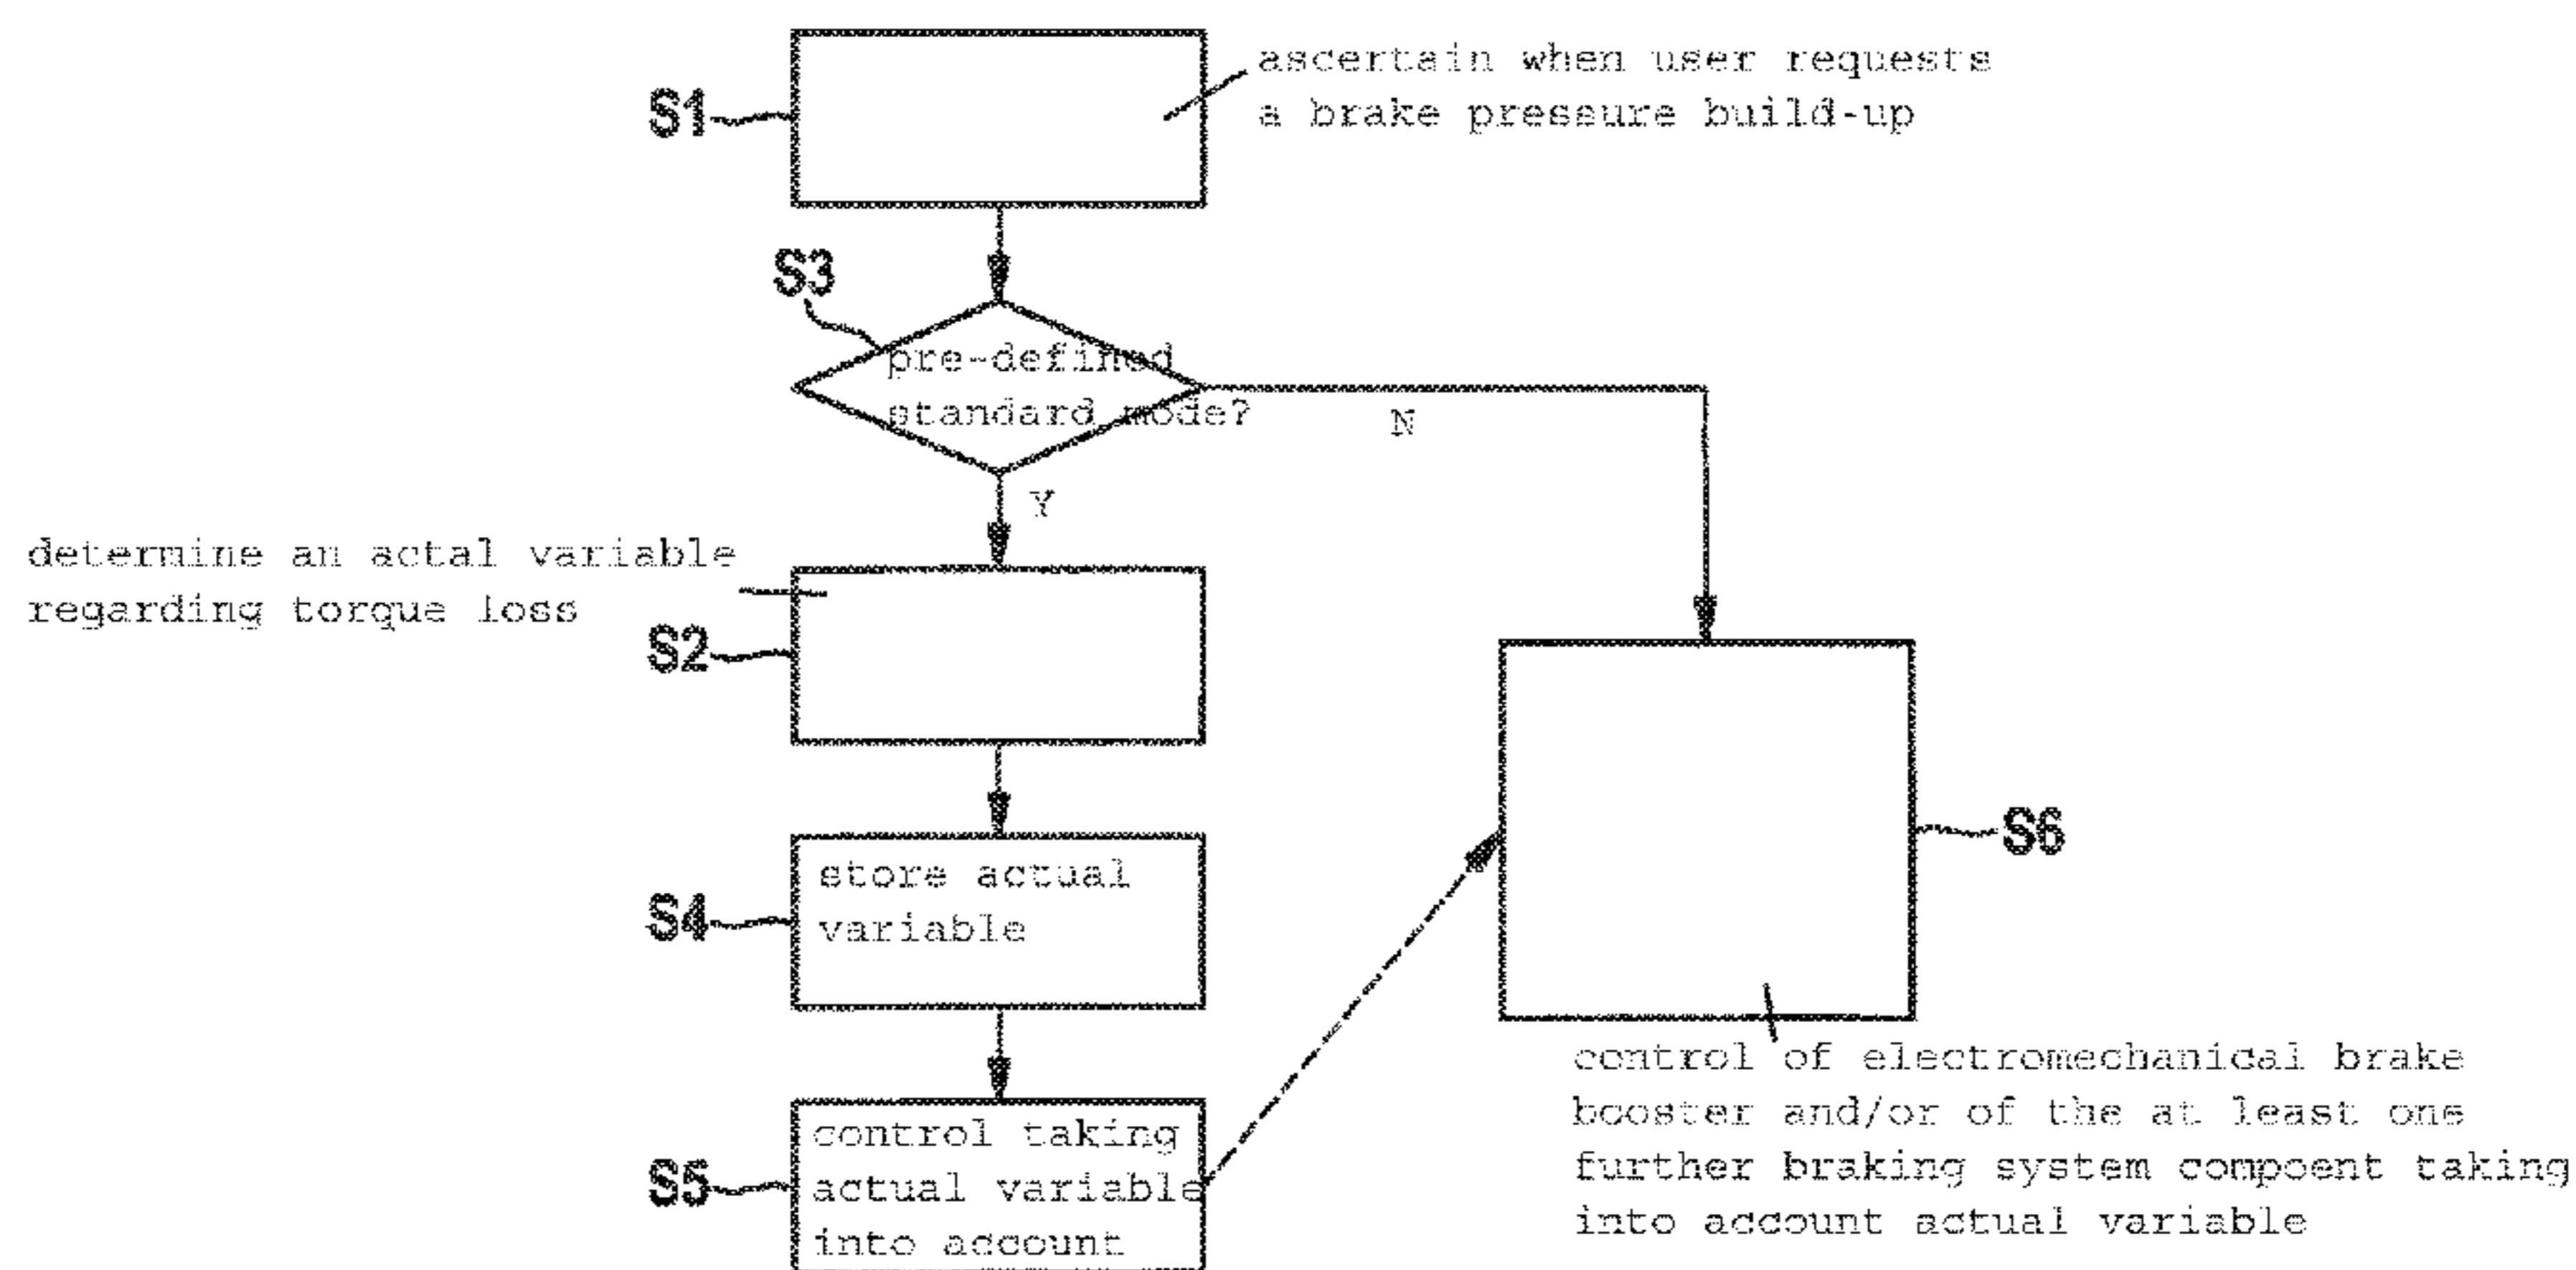 S1
ascertain when user requests
a brake pressure build-up
S3
pre-defined
standard mode?
N
Y
determine an actal variable
regarding torque loss
S2
S4
store actual
variable
S6
S5
control taking
actual variable
into account
control of electromechanical brake
booster and/or of the at least one
further braking system compoent taking
into account actual variable